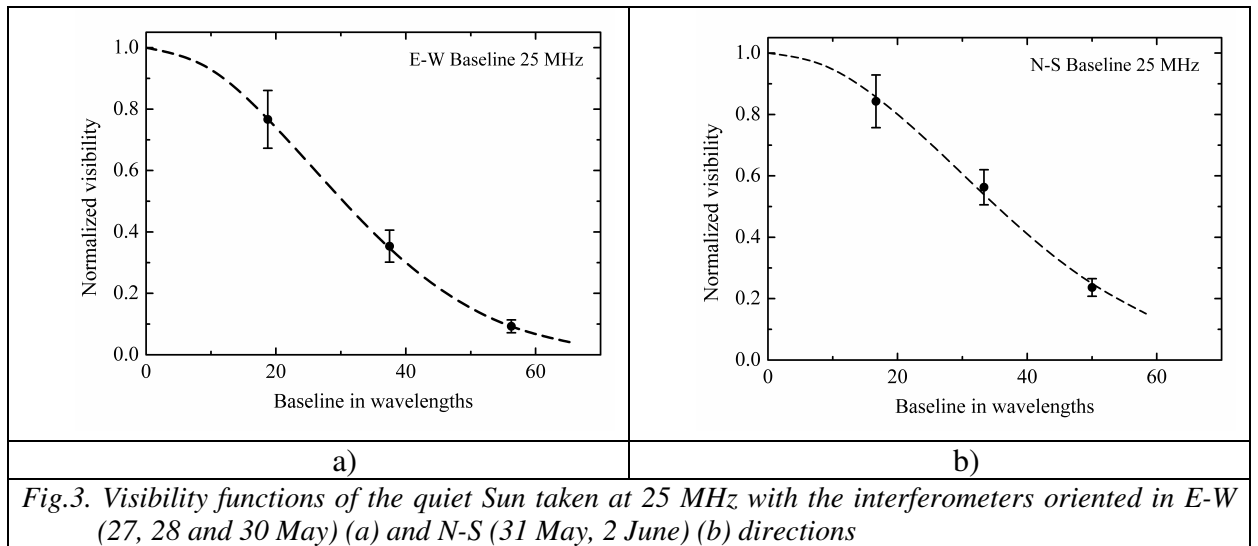 E-W Baseline 25 MHz
Normalized visibility
1.0
0.8
0.6
0.4
0.2
0.0
0
20
40
60
Baseline in wavelengths
N-S Baseline 25 MHz
Normalized visibility
1.0
0.8
0.6
0.4
0.2
0.0
0
20
40
60
Baseline in wavelengths
a)
b)
Fig.3. Visibility functions of the quiet Sun taken at 25 MHz with the interferometers oriented in E-W
(27, 28 and 30 May) (a) and N-S (31 May, 2 June) (b) directions